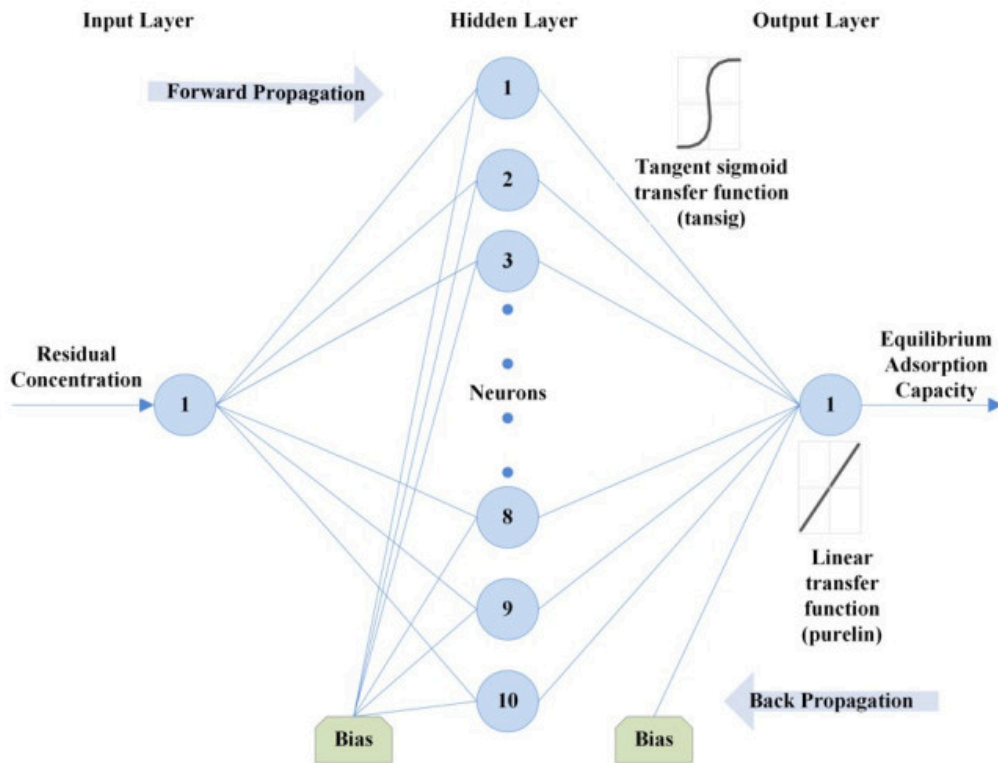 Input Layer
Hidden Layer
Output Layer
Forward Propagation
1
2
3
Tangent sigmoid
transfer function
(tansig)
Residual
Concentration
1
Neurons
1
Equilibrium
Adsorption
Capacity
8
9
10
Linear
transfer
function
(purelin)
Back Propagation
Bias
Bias